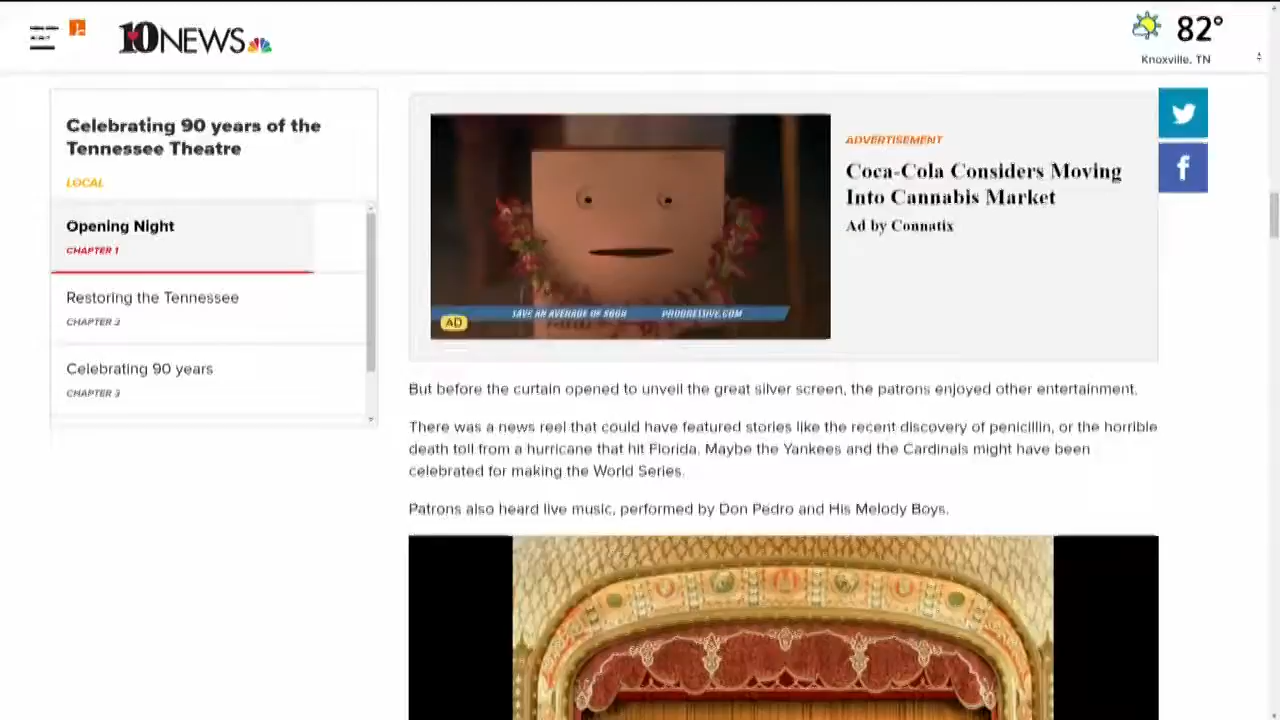 10NEWS
82°
Knoxville, TN
Celebrating 90 years of the
Tennessee Theatre
LOCAL
Opening Night
CHAPTER 1
Restoring the Tennessee
CHAPTER 2
Celebrating 90 years
CHAPTER 3
AD
SAVE AN AVERAGE OF $668 PROGRESSIVE.COM
ADVERTISEMENT
Coca-Cola Considers Moving
Into Cannabis Market
Ad by Connatix
But before the curtain opened to unveil the great silver screen, the patrons enjoyed other entertainment.
There was a news reel that could have featured stories like the recent discovery of penicillin, or the horrible
death toll from a hurricane that hit Florida. Maybe the Yankees and the Cardinals might have been
celebrated for making the World Series.
Patrons also heard live music, performed by Don Pedro and His Melody Boys.